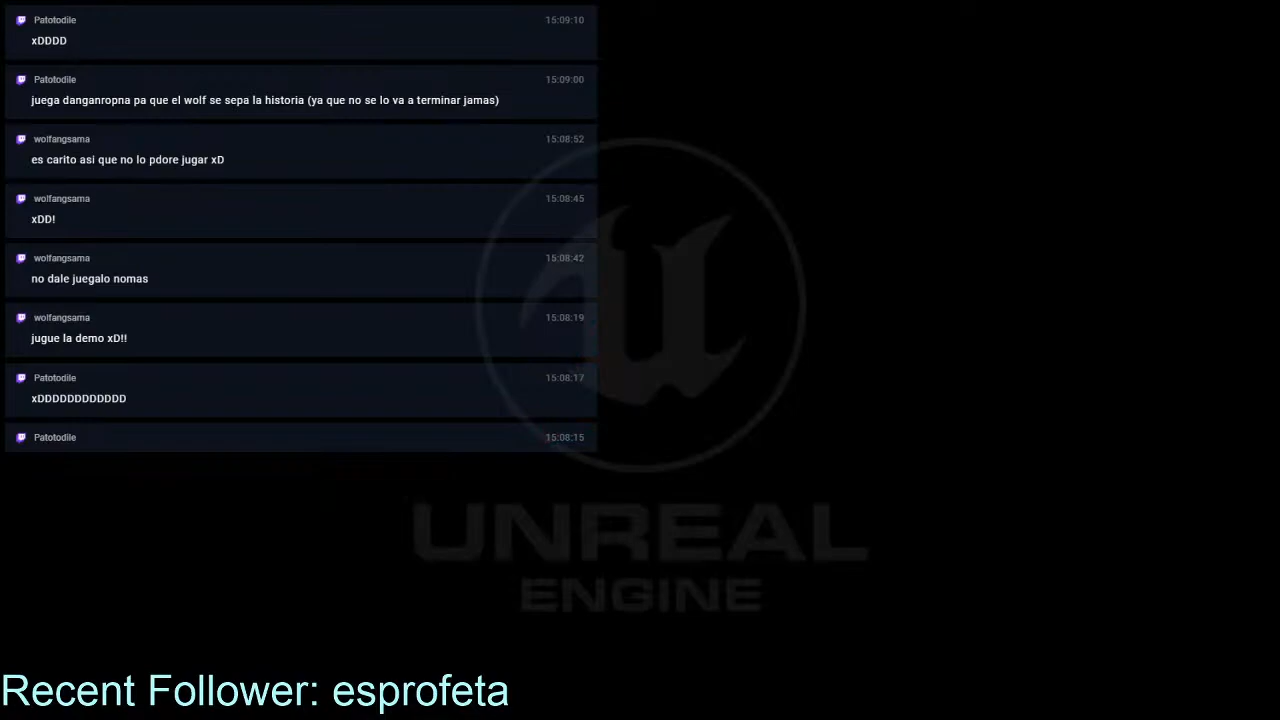 Patotodile 15:09:10
xDDDD
Patotodile 15:09:00
juega danganropna pa que el wolf se sepa la historia (ya que no se lo va a terminar jamas)
wolfangsama 15:08:52
es carito asi que no lo pdore jugar xD
wolfangsama 15:08:45
xDD!
wolfangsama 15:08:42
no dale juegalo nomas
wolfangsama 15:08:19
jugue la demo xD!!
Patotodile 15:08:17
xDDDDDDDDDDDD
Patotodile 15:08:15
UNREAL
ENGINE
Recent Follower: esprofeta